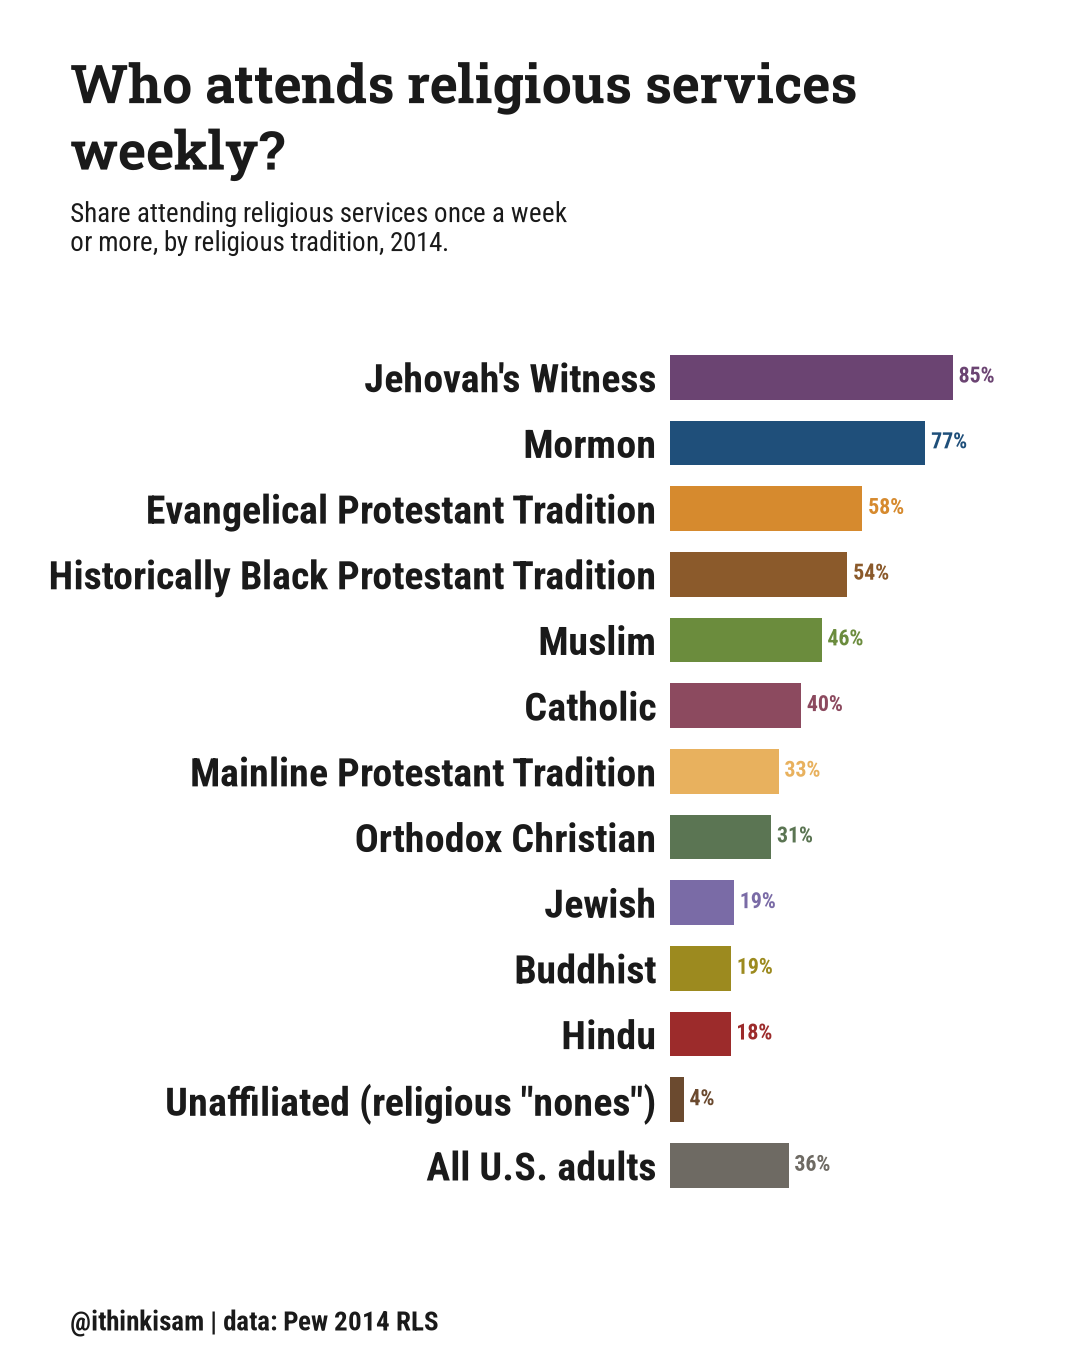 Who attends religious services
weekly?
Share attending religious services once a week
or more, by religious tradition, 2014.
Jehovah's Witness 85%
Mormon 77%
Evangelical Protestant Tradition 58%
Historically Black Protestant Tradition 54%
Muslim 46%
Catholic 40%
Mainline Protestant Tradition 33%
Orthodox Christian 31%
Jewish 19%
Buddhist 19%
Hindu 18%
Unaffiliated (religious "nones") 4%
All U.S. adults 36%
@ithinkisam | data: Pew 2014 RLS